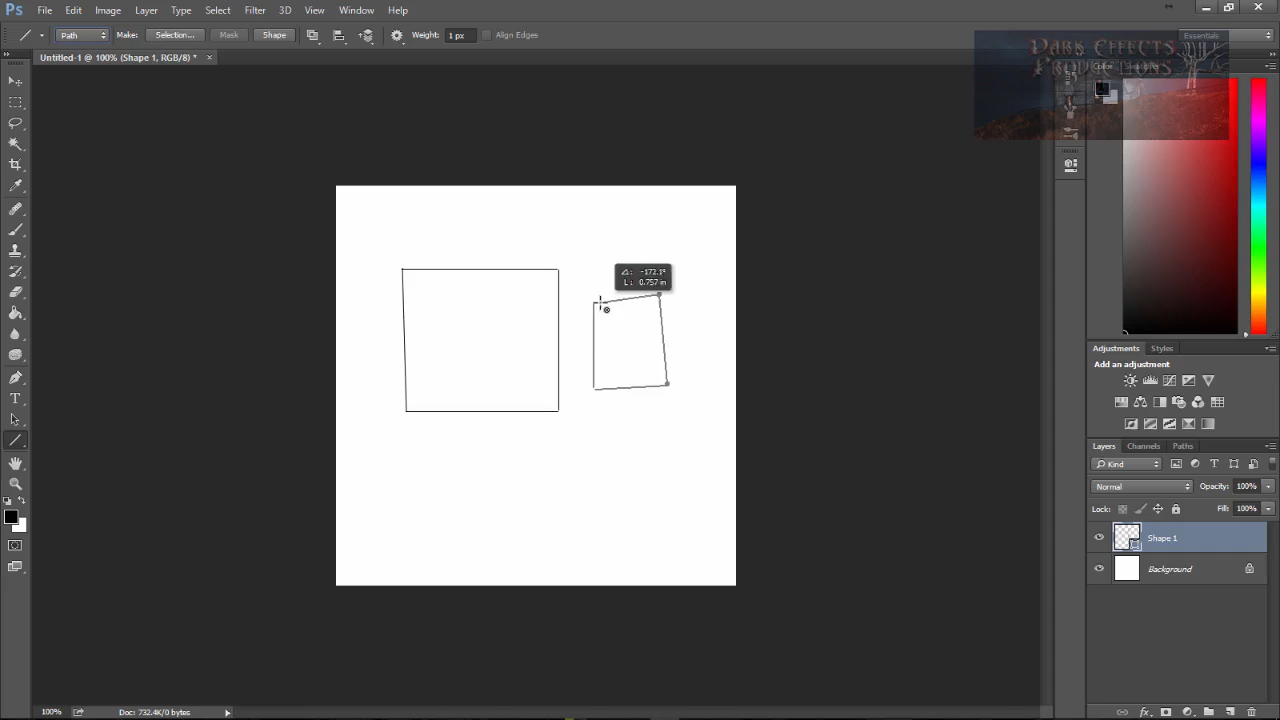 Ps File Edit Image Layer Type Select Filter 3D View Window Help
Path Make: Selection... Mask Shape Weight: 1 px Align Edges Essentials
Untitled-1 @ 100% (Shape 1, RGB/8) * ×
DARK EFFECTS
PRODUCTIONS
Color
-172.1°
L: 0.757 in
Adjustments Styles
Add an adjustment
Layers Channels Paths
Kind
Normal Opacity: 100%
Lock: Fill: 100%
Shape 1
Background
fx
100% Doc: 732.4K/0 bytes